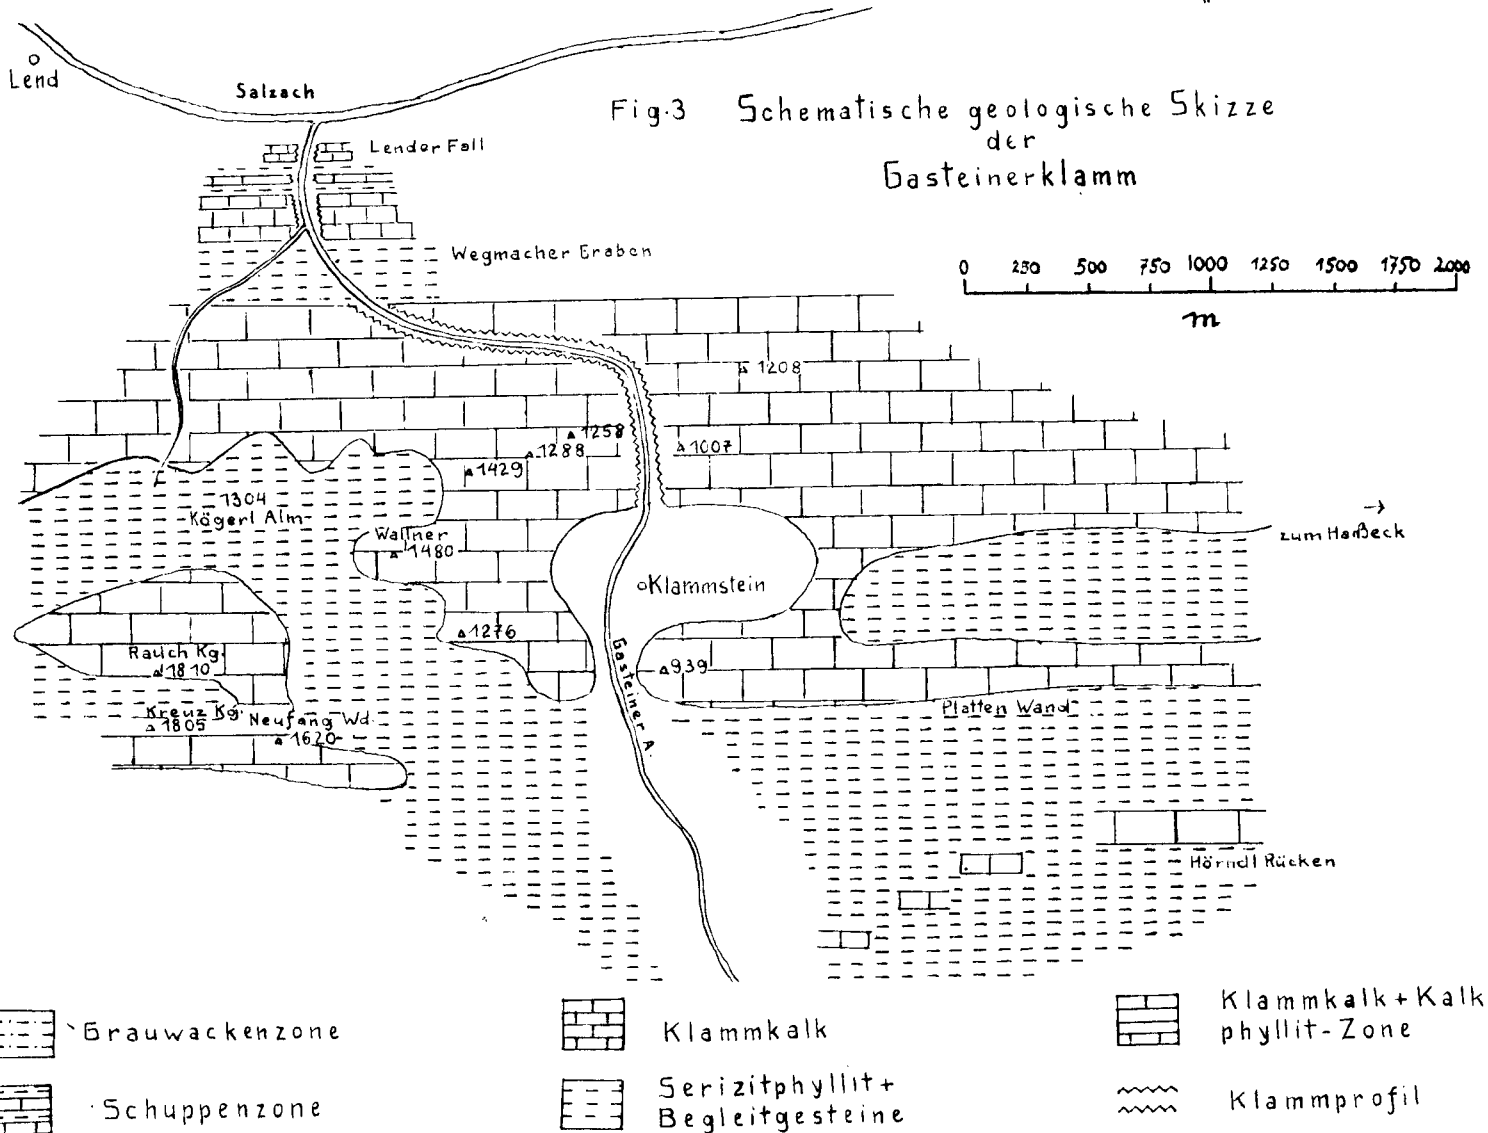 Lend
Salzach
Fig.3 Schematische geologische Skizze
der
Gasteinerklamm
Lender Fall
Wegmacher Graben
0 250 500 750 1000 1250 1500 1750 2000
m
1208
1258
1288
1007
1429
1304
Kögerl Alm
Wallner
1480
zum Haßeck
Klammstein
1276
Rauch Kg.
1810
939
Gasteiner A.
Kreuz Kg.
1805
Neufang Wd.
1620
Platten Wand
Hörndl Rücken
Grauwackenzone
Klammkalk
Klammkalk + Kalk
phyllit-Zone
Schuppenzone
Serizitphyllit +
Begleitgesteine
Klammprofil